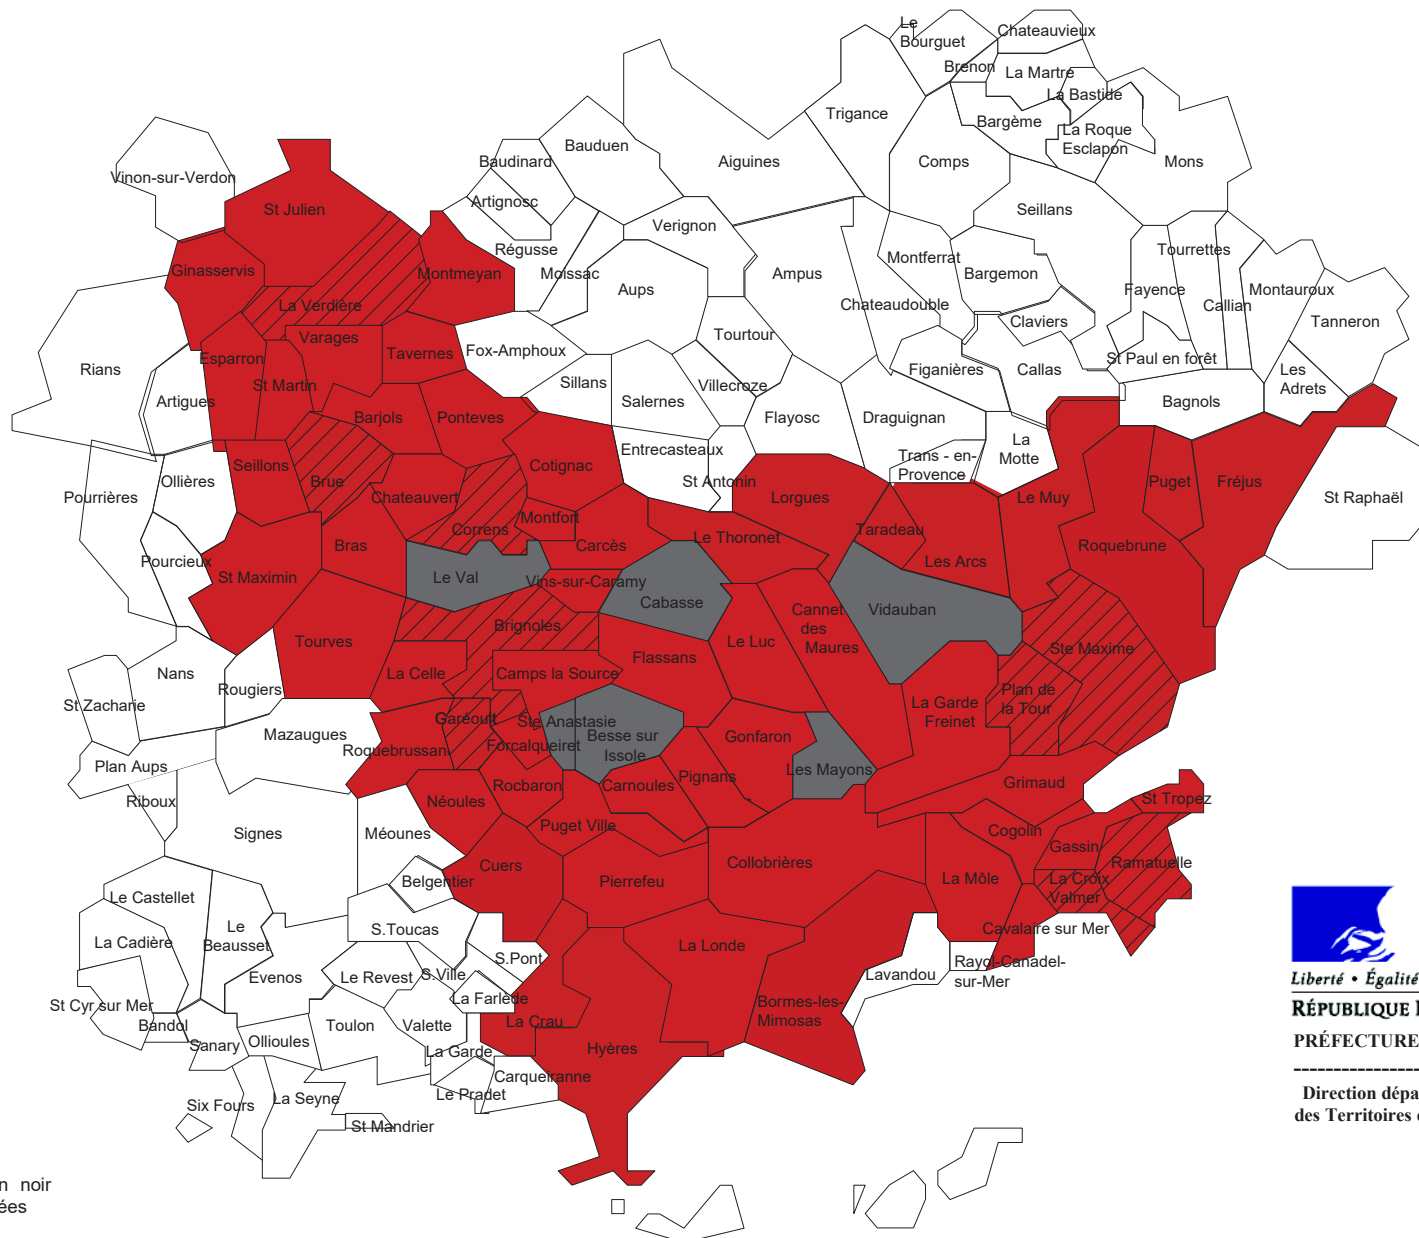 Le
Bourguet
Chateauvieux
Brenon
La Martre
La Bastide
Trigance
Bargème
La Roque
Esclapon
Bauduen
Baudinard
Aiguines
Comps
Mons
Vinon-sur-Verdon
Artignosc
St Julien
Seillans
Verignon
Régusse
Moissac
Montferrat
Tourrettes
Ginasservis
Montmeyan
Ampus
Bargemon
Aups
Fayence
Montauroux
La Verdière
Chateaudouble
Callian
Claviers
Tanneron
Varages
Tourtour
Esparron
Tavernes
Fox-Amphoux
St Paul en forêt
Rians
Figanières
Callas
Les
Adrets
St Martin
Sillans
Villecroze
Artigues
Salernes
Bagnols
Barjols
Ponteves
Flayosc
Draguignan
La
Motte
Entrecasteaux
Trans - en-
Provence
Seillons
Cotignac
St Antonin
Ollières
Brue
Pourrières
Chateauvert
Lorgues
Le Muy
Puget
Fréjus
St Raphaël
Montfort
Correns
Taradeau
Le Thoronet
Bras
Carcès
Roquebrune
Pourcieux
Les Arcs
St Maximin
Le Val
Vins-sur-Caramy
Cabasse
Cannet
des
Maures
Vidauban
Brignoles
Tourves
Le Luc
Ste Maxime
Flassans
Nans
La Celle
Camps la Source
Rougiers
Plan de
la Tour
St Zacharie
La Garde
Freinet
Garéoult
Ste Anastasie
Mazaugues
Besse sur
Issole
Gonfaron
Roquebrussan
Forcalqueiret
Plan Aups
Les Mayons
Pignans
Rocbaron
Carnoules
Grimaud
Riboux
Néoules
St Tropez
Signes
Méounes
Puget Ville
Cogolin
Gassin
Cuers
Collobrières
Ramatuelle
Belgentier
Pierrefeu
La Môle
La Croix
Valmer
Le Castellet
Le
Beausset
La Cadière
S.Toucas
Cavalaire sur Mer
La Londe
S.Pont
Evenos
Le Revest
S.Ville
Lavandou
Rayol-Canadel-
sur-Mer
St Cyr sur Mer
La Farlède
Bormes-les-
Mimosas
Bandol
Toulon
Valette
La Crau
Sanary
Ollioules
Hyères
La Garde
Carqueiranne
Le Pradet
Six Fours
La Seyne
St Mandrier
Liberté • Égalité
RÉPUBLIQUE
PRÉFECTURE
Direction dépa
des Territoires
n noir
ées